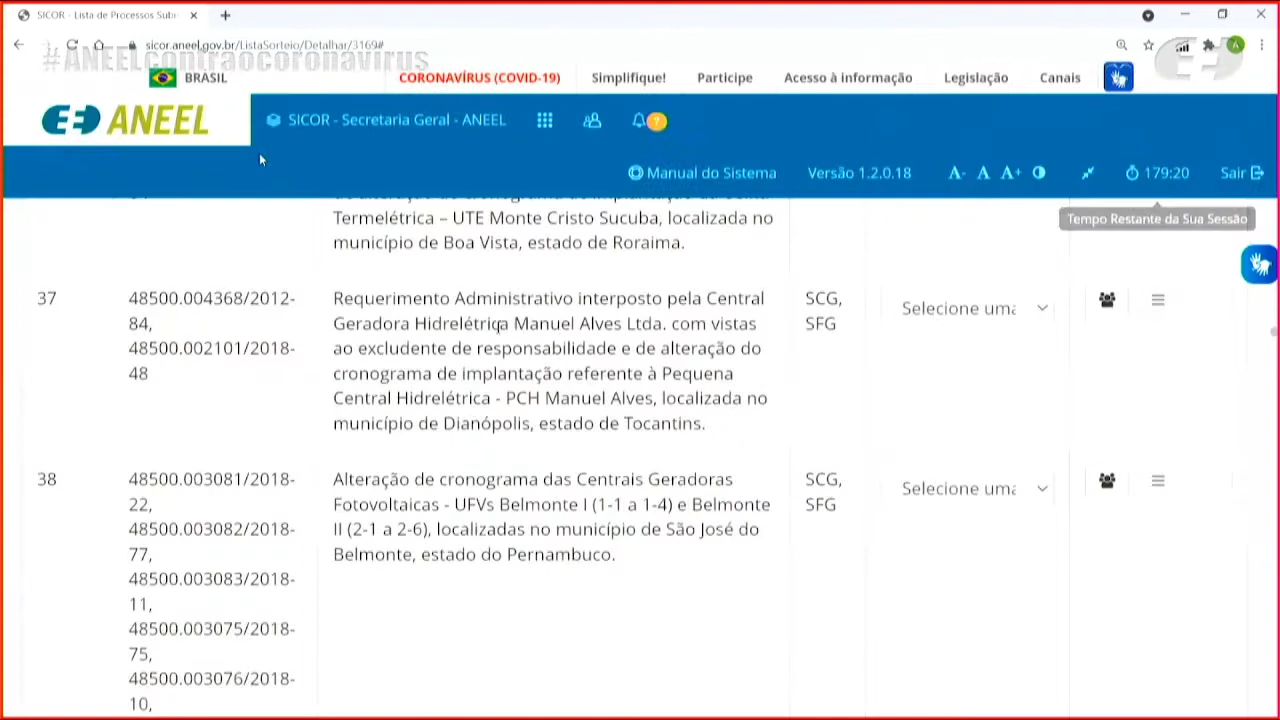 SICOR - Lista de Processos Subr
sicor.aneel.gov.br/ListaSorteio/Detalhar/3169#
#ANEELcontraocoronavírus
A
BRASIL
CORONAVÍRUS (COVID-19)
Simplifique!
Participe
Acesso à informação
Legislação
Canais
ANEEL
SICOR - Secretaria Geral - ANEEL
?
Manual do Sistema
Versão 1.2.0.18
A- A A+
179:20
Sair
Tempo Restante da Sua Sessão
Termelétrica – UTE Monte Cristo Sucuba, localizada no
município de Boa Vista, estado de Roraima.
37
48500.004368/2012-
84,
48500.002101/2018-
48
Requerimento Administrativo interposto pela Central
Geradora Hidrelétrica Manuel Alves Ltda. com vistas
ao excludente de responsabilidade e de alteração do
cronograma de implantação referente à Pequena
Central Hidrelétrica - PCH Manuel Alves, localizada no
município de Dianópolis, estado de Tocantins.
SCG,
SFG
Selecione uma
38
48500.003081/2018-
22,
48500.003082/2018-
77,
48500.003083/2018-
11,
48500.003075/2018-
75,
48500.003076/2018-
10,
Alteração de cronograma das Centrais Geradoras
Fotovoltaicas - UFVs Belmonte I (1-1 a 1-4) e Belmonte
II (2-1 a 2-6), localizadas no município de São José do
Belmonte, estado do Pernambuco.
SCG,
SFG
Selecione uma